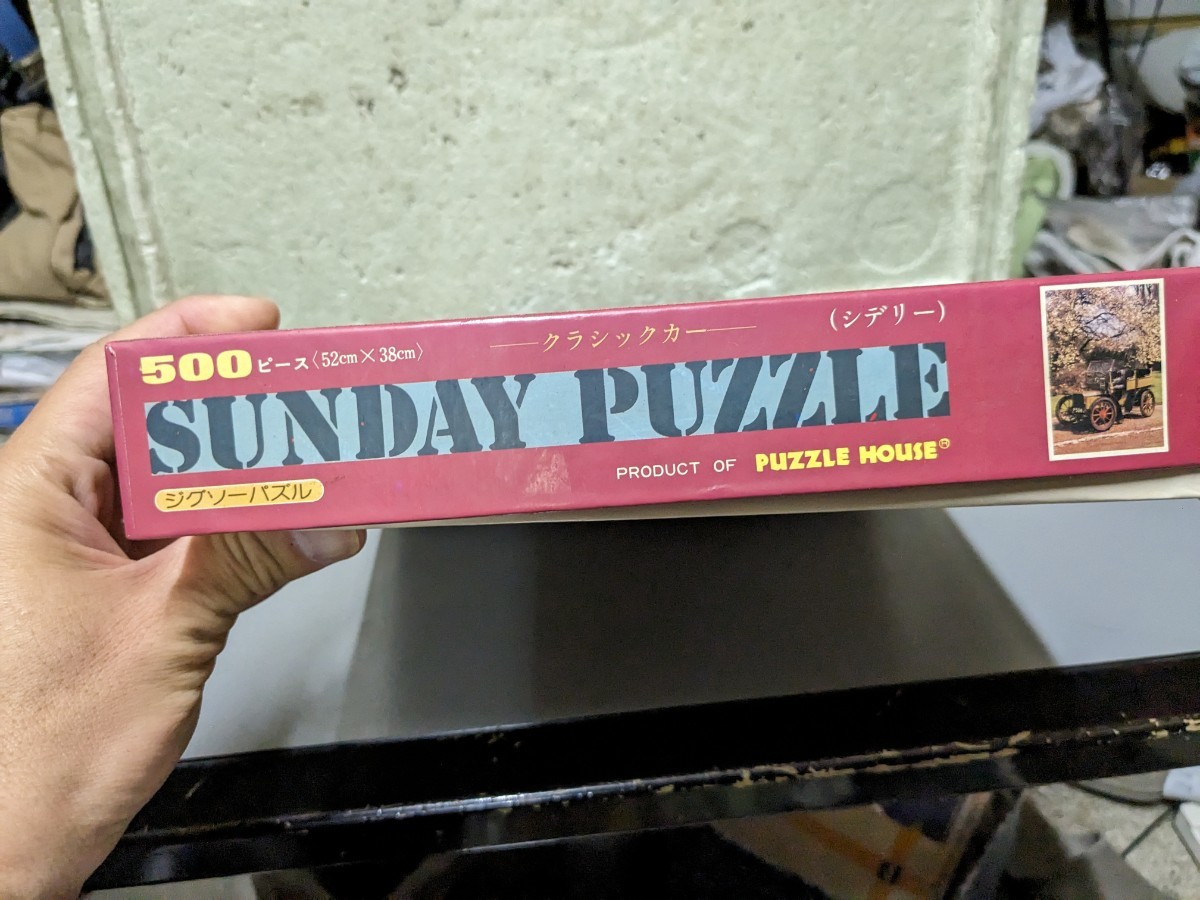 500ピース〈52cm×38cm〉
──クラシックカー──
(シデリー)
SUNDAY PUZZLE
ジグソーパズル
PRODUCT OF PUZZLE HOUSE®